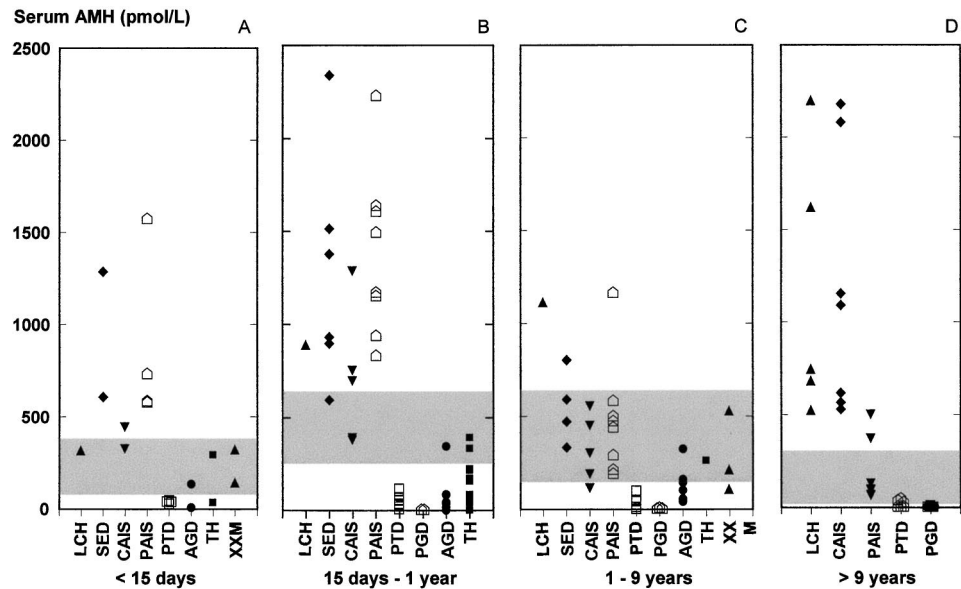 Serum AMH (pmol/L)
A
B
C
D
2500
2000
1500
1000
500
0
LCH
SED
CAIS
PAIS
PTD
AGD
TH
XXM
< 15 days
LCH
SED
CAIS
PAIS
PTD
PGD
AGD
TH
15 days - 1 year
LCH
SED
CAIS
PAIS
PTD
PGD
AGD
TH
XX
M
1 - 9 years
LCH
CAIS
PAIS
PTD
PGD
> 9 years